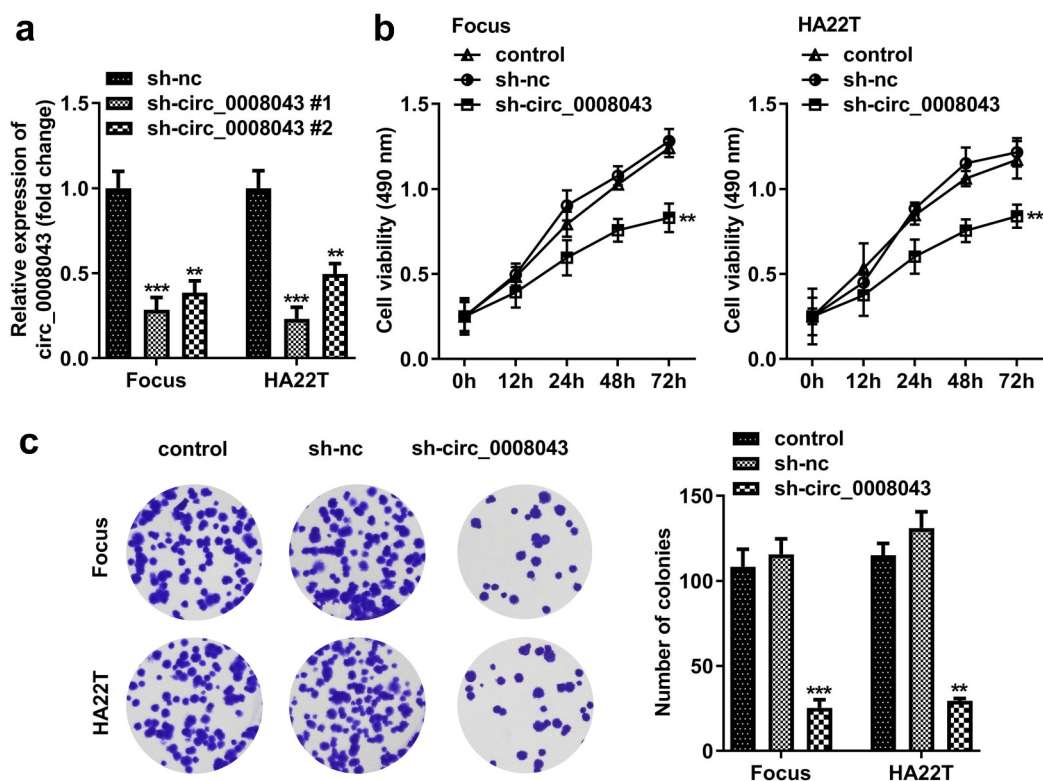 a
sh-nc
sh-circ_0008043 #1
sh-circ_0008043 #2
Relative expression of
circ_0008043 (fold change)
1.5
1.0
0.5
0.0
***
**
***
**
Focus
HA22T
b
Focus
control
sh-nc
sh-circ_0008043
Cell viability (490 nm)
1.5
1.0
0.5
0.0
**
0h
12h
24h
48h
72h
HA22T
control
sh-nc
sh-circ_0008043
Cell viability (490 nm)
1.5
1.0
0.5
0.0
**
0h
12h
24h
48h
72h
c
control
sh-nc
sh-circ_0008043
Focus
HA22T
control
sh-nc
sh-circ_0008043
Number of colonies
150
100
50
0
***
**
Focus
HA22T